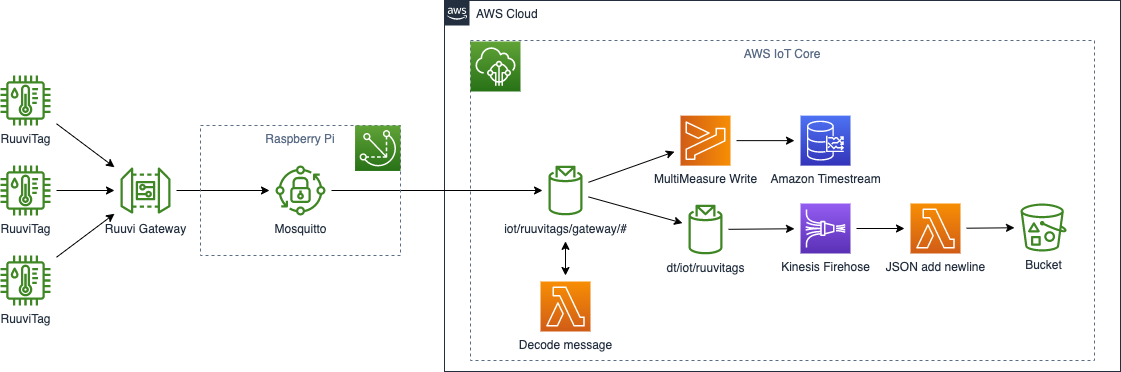 aws
AWS Cloud
AWS IoT Core
RuuviTag
Raspberry Pi
MultiMeasure Write
Amazon Timestream
RuuviTag
Ruuvi Gateway
Mosquitto
iot/ruuvitags/gateway/#
dt/iot/ruuvitags
Kinesis Firehose
JSON add newline
Bucket
RuuviTag
Decode message